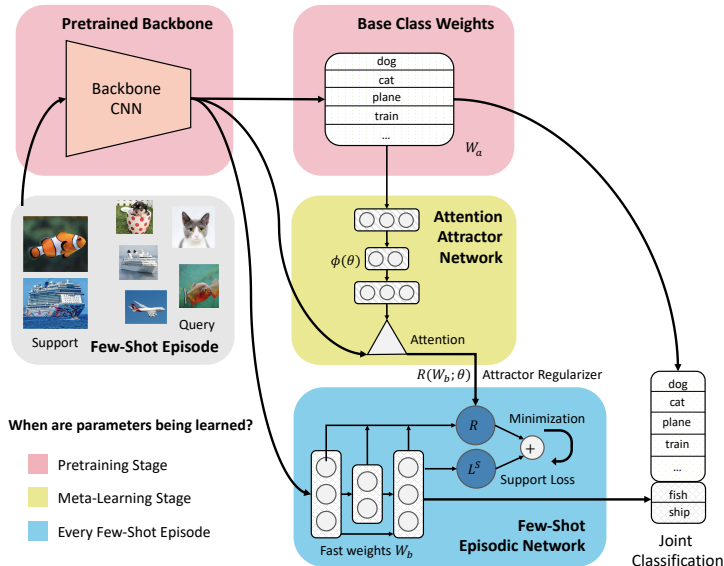 Pretrained Backbone
Backbone
CNN
Base Class Weights
dog
cat
plane
train
...
W_a
Attention
Attractor
Network
ϕ(θ)
Attention
Support
Query
Few-Shot Episode
R(W_b; θ) Attractor Regularizer
When are parameters being learned?
Pretraining Stage
Meta-Learning Stage
Every Few-Shot Episode
R
Minimization
+
L^S
Support Loss
Fast weights W_b
Few-Shot
Episodic Network
dog
cat
plane
train
...
fish
ship
Joint
Classification